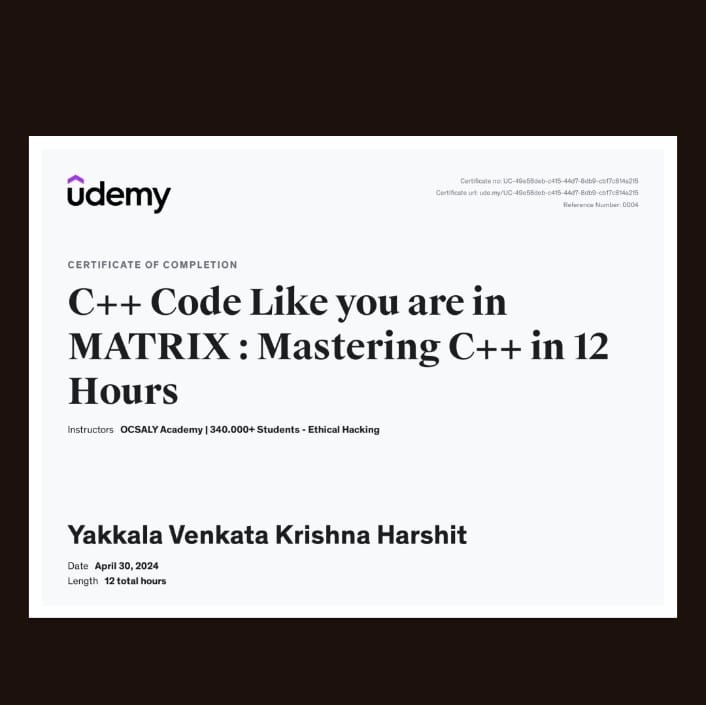 udemy
Certificate no: UC-49e58deb-c415-44d7-8db9-cbf7c814a215
Certificate url: ude.my/UC-49e58deb-c415-44d7-8db9-cbf7c814a215
Reference Number: 0004
CERTIFICATE OF COMPLETION
C++ Code Like you are in
MATRIX : Mastering C++ in 12
Hours
Instructors OCSALY Academy | 340.000+ Students - Ethical Hacking
Yakkala Venkata Krishna Harshit
Date April 30, 2024
Length 12 total hours